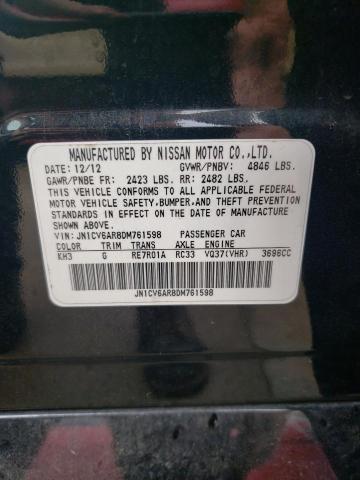 MANUFACTURED BY NISSAN MOTOR CO.,LTD.
DATE: 12/12 GVWR/PNBV: 4846 LBS.
GAWR/PNBE FR: 2423 LBS. RR: 2482 LBS.
THIS VEHICLE CONFORMS TO ALL APPLICABLE FEDERAL
MOTOR VEHICLE SAFETY,BUMPER,AND THEFT PREVENTION
STANDARDS IN EFFECT ON THE DATE OF MANUFACTURE
SHOWN ABOVE.
VIN: JN1CV6AR8DM761598 PASSENGER CAR
COLOR TRIM TRANS AXLE ENGINE
KH3 G RE7R01A RC33 VQ37(VHR) 3696CC
JN1CV6AR8DM761598